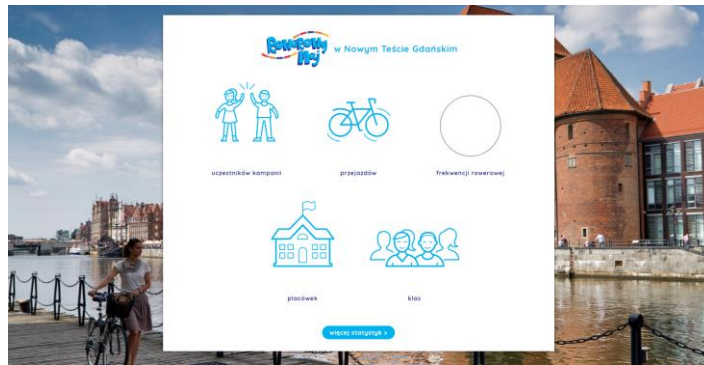 Rowerowy
Maj
w Nowym Teście Gdańskim
uczestników kampanii
przejazdów
frekwencji rowerowej
placówek
klas
więcej statystyk >